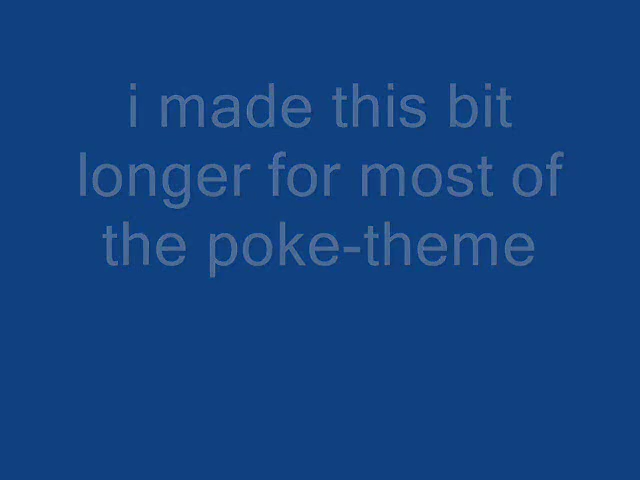 i made this bit
longer for most of
the poke-theme